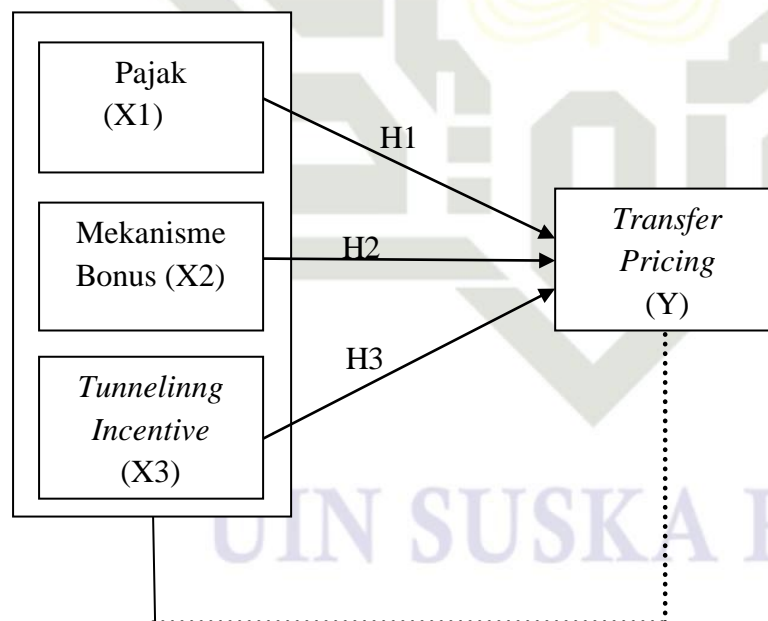 Pajak
(X1)
H1
Mekanisme
Bonus (X2)
H2
Transfer
Pricing
(Y)
H3
Tunnelinng
Incentive
(X3)
UIN SUSKA